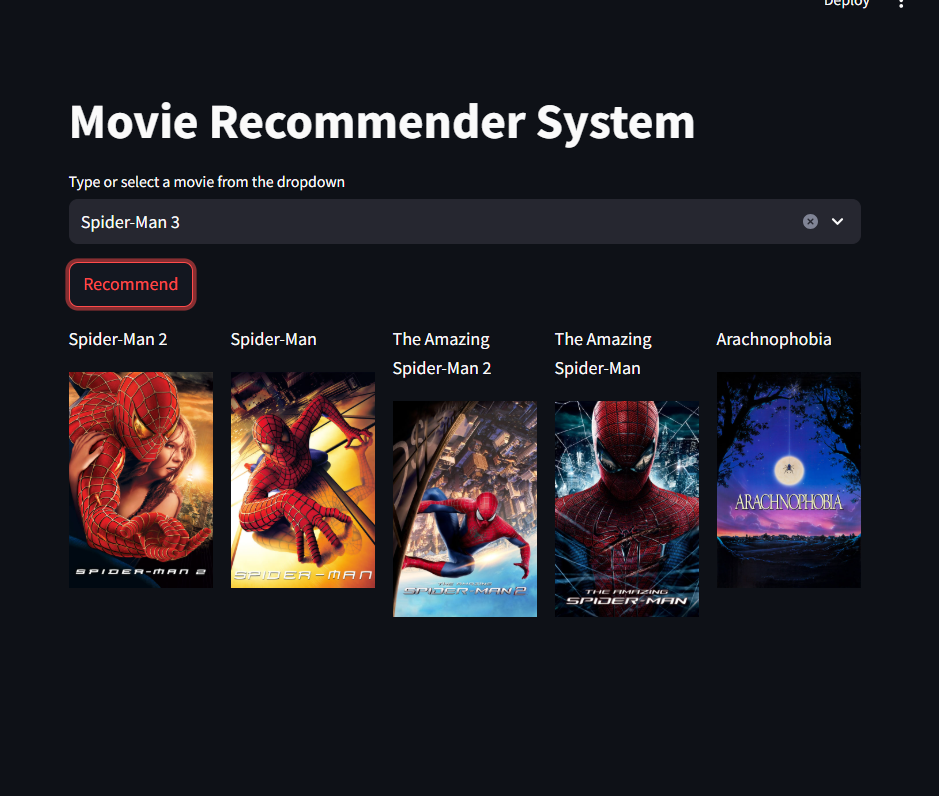 Deploy
Movie Recommender System
Type or select a movie from the dropdown
Spider-Man 3
Recommend
Spider-Man 2
Spider-Man
The Amazing
Spider-Man 2
The Amazing
Spider-Man
Arachnophobia
SPIDER-MAN 2
SPIDER-MAN
THE AMAZING
SPIDER-MAN 2
THE AMAZING
SPIDER-MAN
ARACHNOPHOBIA